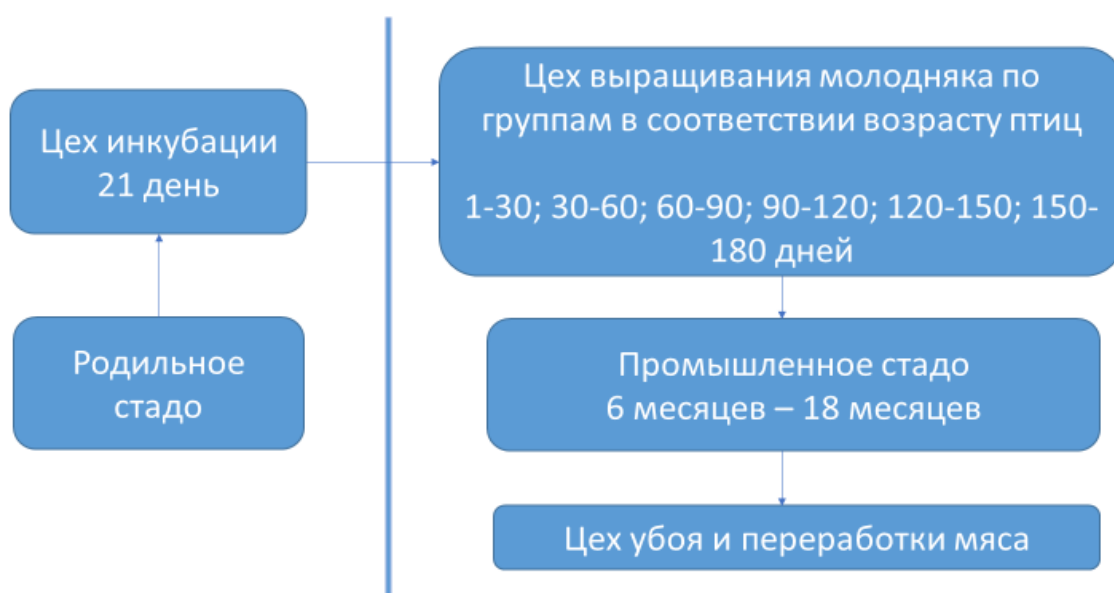 Цех инкубации
21 день
Родильное
стадо
Цех выращивания молодняка по
группам в соответствии возрасту птиц
1-30; 30-60; 60-90; 90-120; 120-150; 150-
180 дней
Промышленное стадо
6 месяцев – 18 месяцев
Цех убоя и переработки мяса